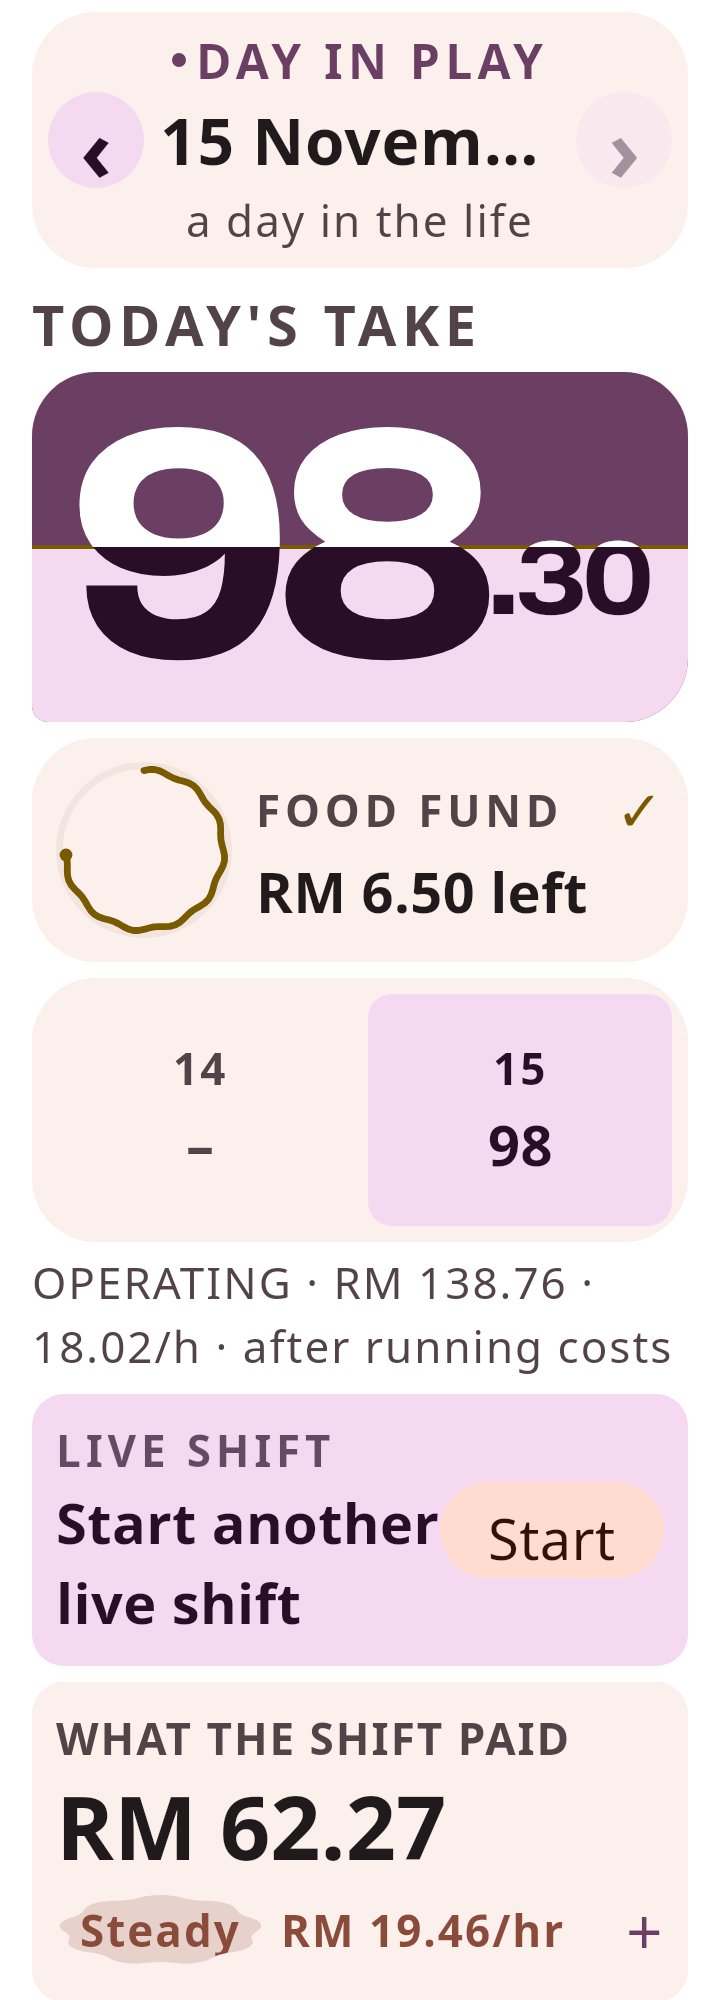 •DAY IN PLAY
‹ 15 Novem... ›
a day in the life
TODAY'S TAKE
98.30
FOOD FUND ✓
RM 6.50 left
14 15
– 98
OPERATING · RM 138.76 ·
18.02/h · after running costs
LIVE SHIFT
Start another
live shift
Start
WHAT THE SHIFT PAID
RM 62.27
Steady RM 19.46/hr +